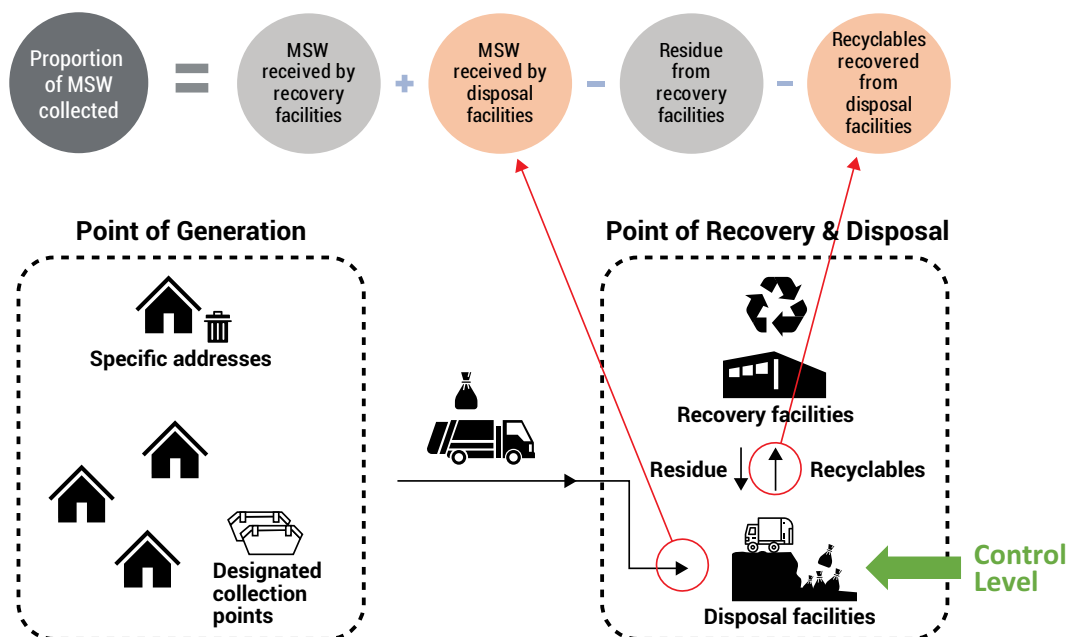 Proportion
of MSW
collected
=
MSW
received by
recovery
facilities
+
MSW
received by
disposal
facilities
-
Residue
from
recovery
facilities
-
Recyclables
recovered
from
disposal
facilities
Point of Generation
Point of Recovery & Disposal
Specific addresses
Recovery facilities
Residue
Recyclables
Designated
collection
points
Disposal facilities
Control
Level